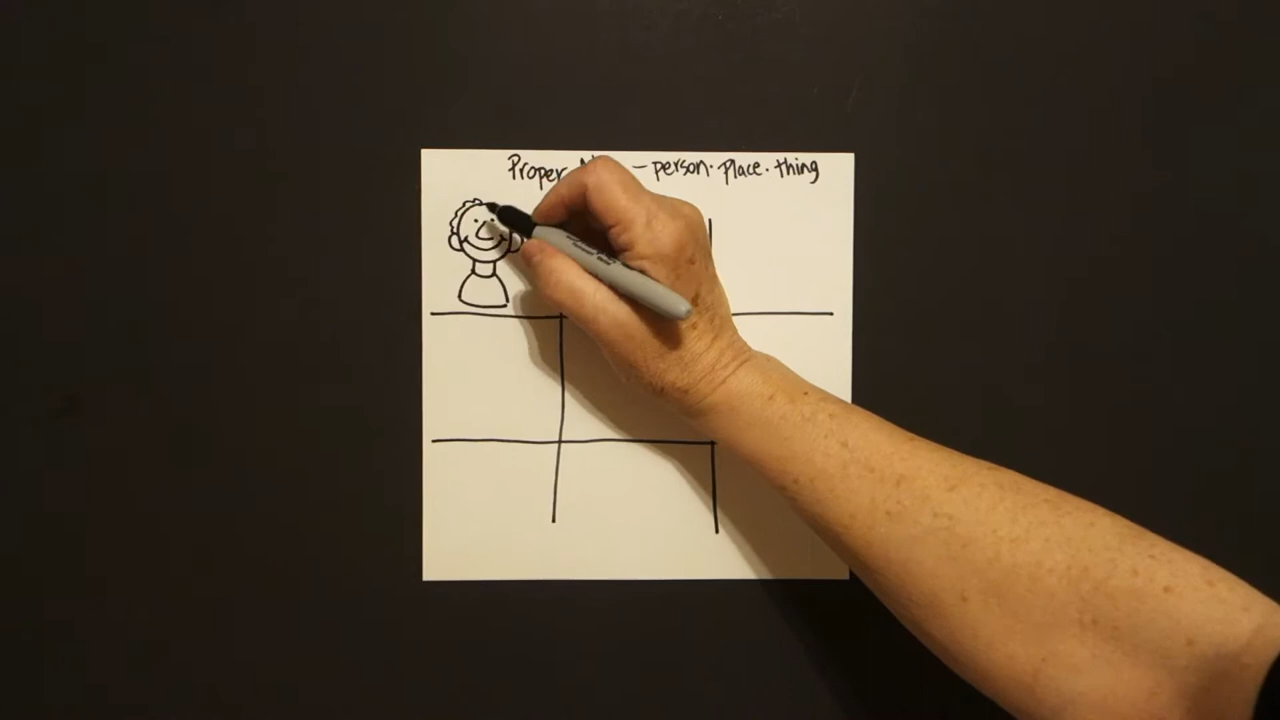 Proper – person. Place. thing